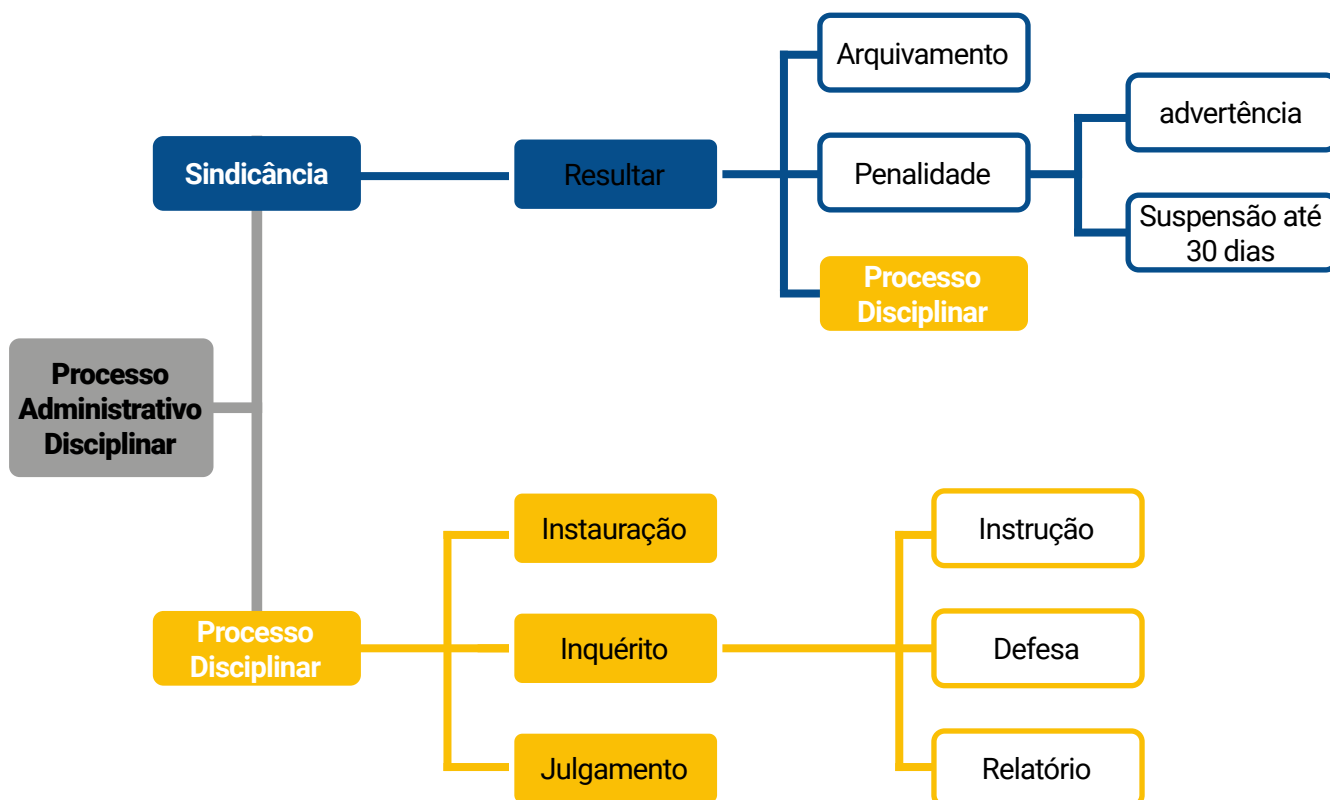 Arquivamento
advertência
Sindicância
Resultar
Penalidade
Suspensão até
30 dias
Processo
Disciplinar
Processo
Administrativo
Disciplinar
Instauração
Instrução
Processo
Disciplinar
Inquérito
Defesa
Julgamento
Relatório